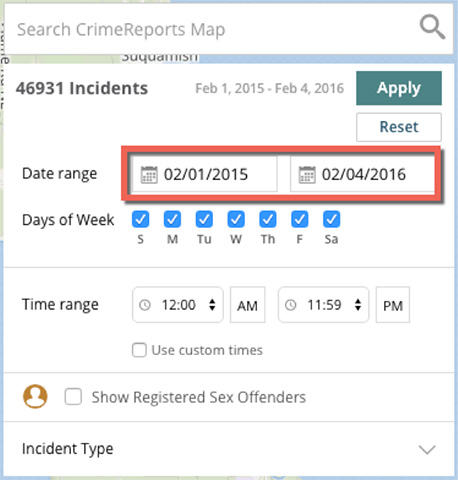 Search CrimeReports Map
Suquamish
46931 Incidents Feb 1, 2015 - Feb 4, 2016 Apply
Reset
Date range 02/01/2015 02/04/2016
Days of Week
S M Tu W Th F Sa
Time range 12:00 AM 11:59 PM
Use custom times
Show Registered Sex Offenders
Incident Type